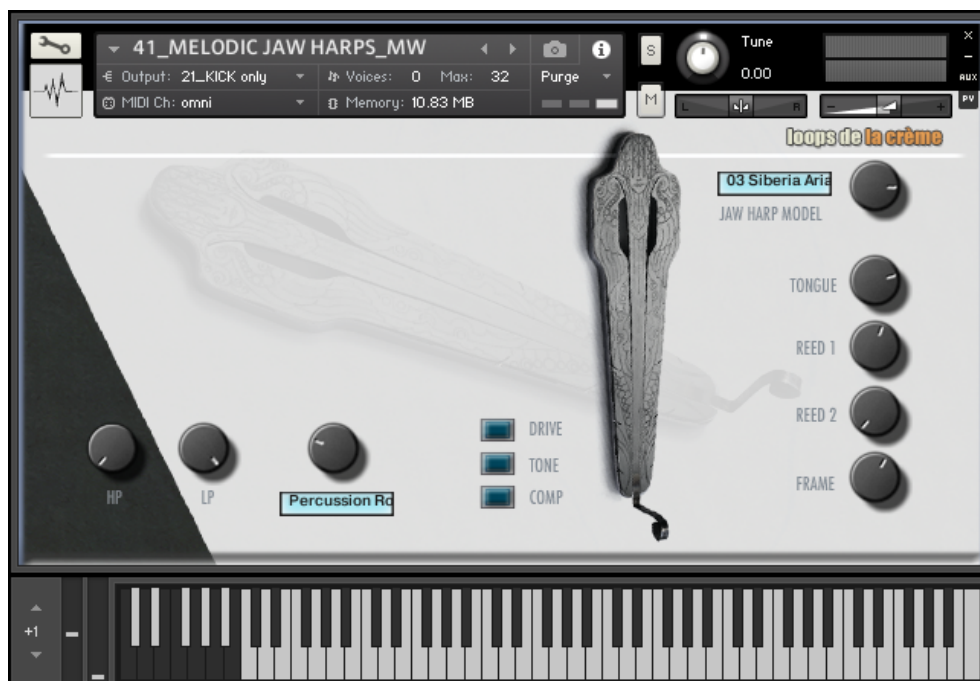 41_MELODIC JAW HARPS_MW
Output: 21_KICK only
Voices: 0 Max: 32
Purge
MIDI Ch: omni
Memory: 10.83 MB
S
M
Tune
0.00
L
R
-
+
×
-
AUX
PV
loops de la crème
03 Siberia Aria
JAW HARP MODEL
TONGUE
REED 1
REED 2
FRAME
DRIVE
TONE
COMP
HP
LP
Percussion Ro
+1